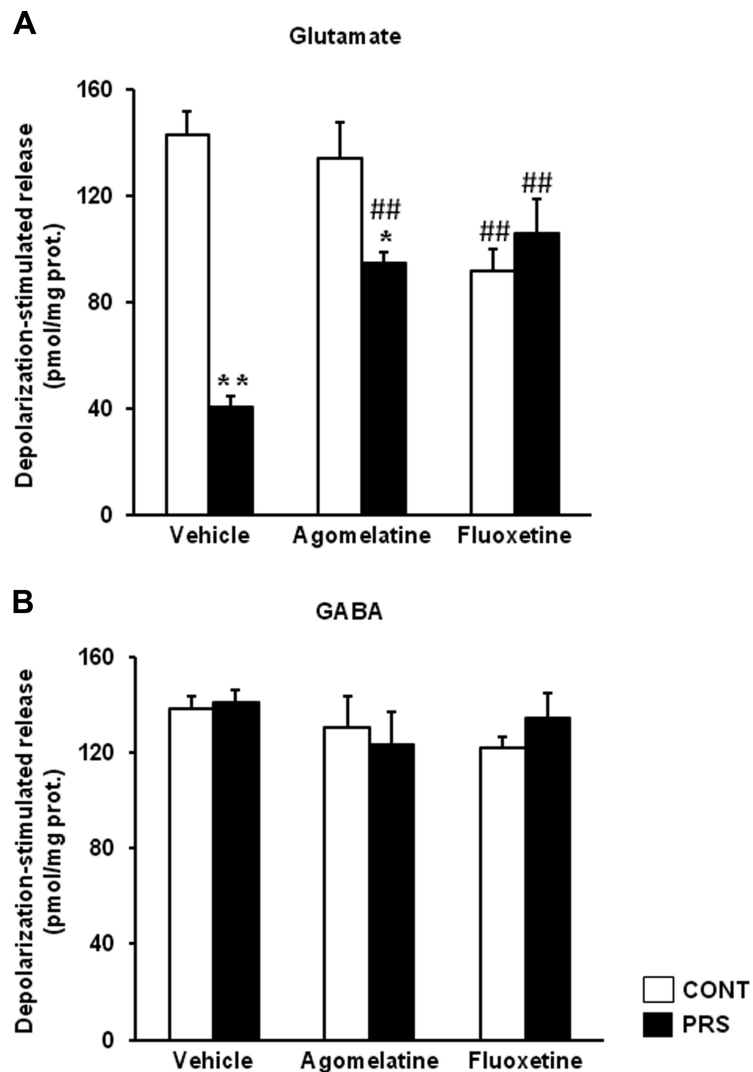 A
Glutamate
Depolarization-stimulated release
(pmol/mg prot.)
160
120
80
40
0
**
##
*
##
##
Vehicle Agomelatine Fluoxetine
B
GABA
Depolarization-stimulated release
(pmol/mg prot.)
160
120
80
40
0
Vehicle Agomelatine Fluoxetine
CONT
PRS